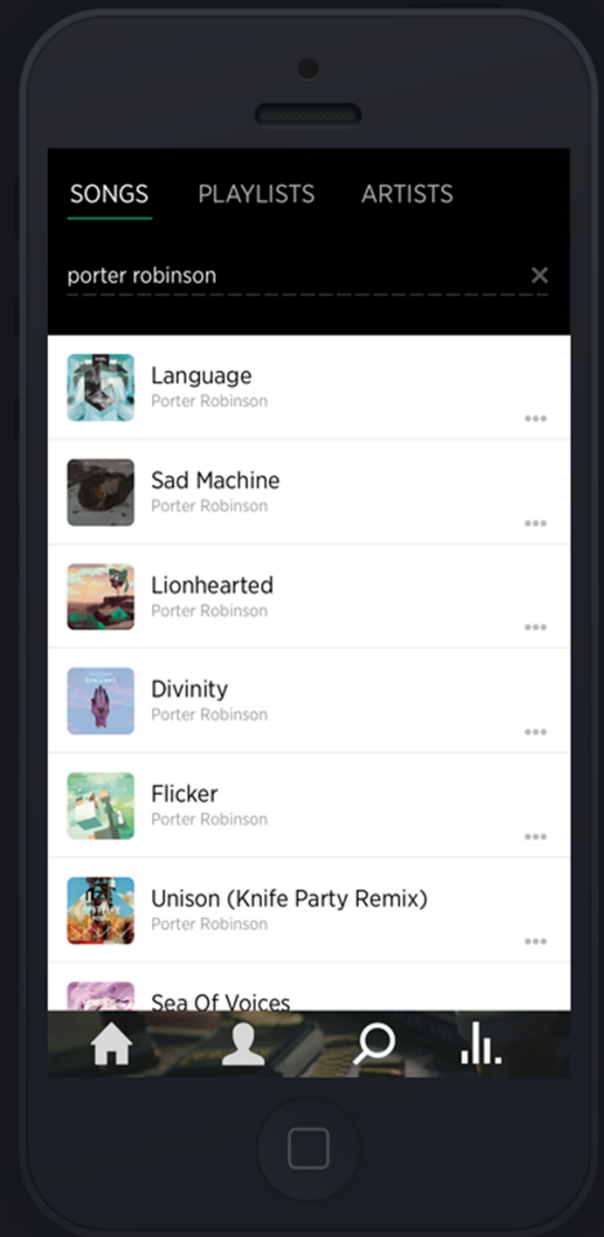 SONGS PLAYLISTS ARTISTS
porter robinson
Language
Porter Robinson
Sad Machine
Porter Robinson
Lionhearted
Porter Robinson
Divinity
Porter Robinson
Flicker
Porter Robinson
Unison (Knife Party Remix)
Porter Robinson
Sea Of Voices